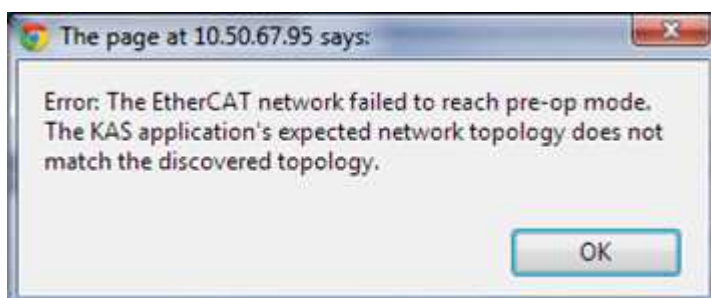 The page at 10.50.67.95 says:
Error: The EtherCAT network failed to reach pre-op mode.
The KAS application's expected network topology does not
match the discovered topology.
OK